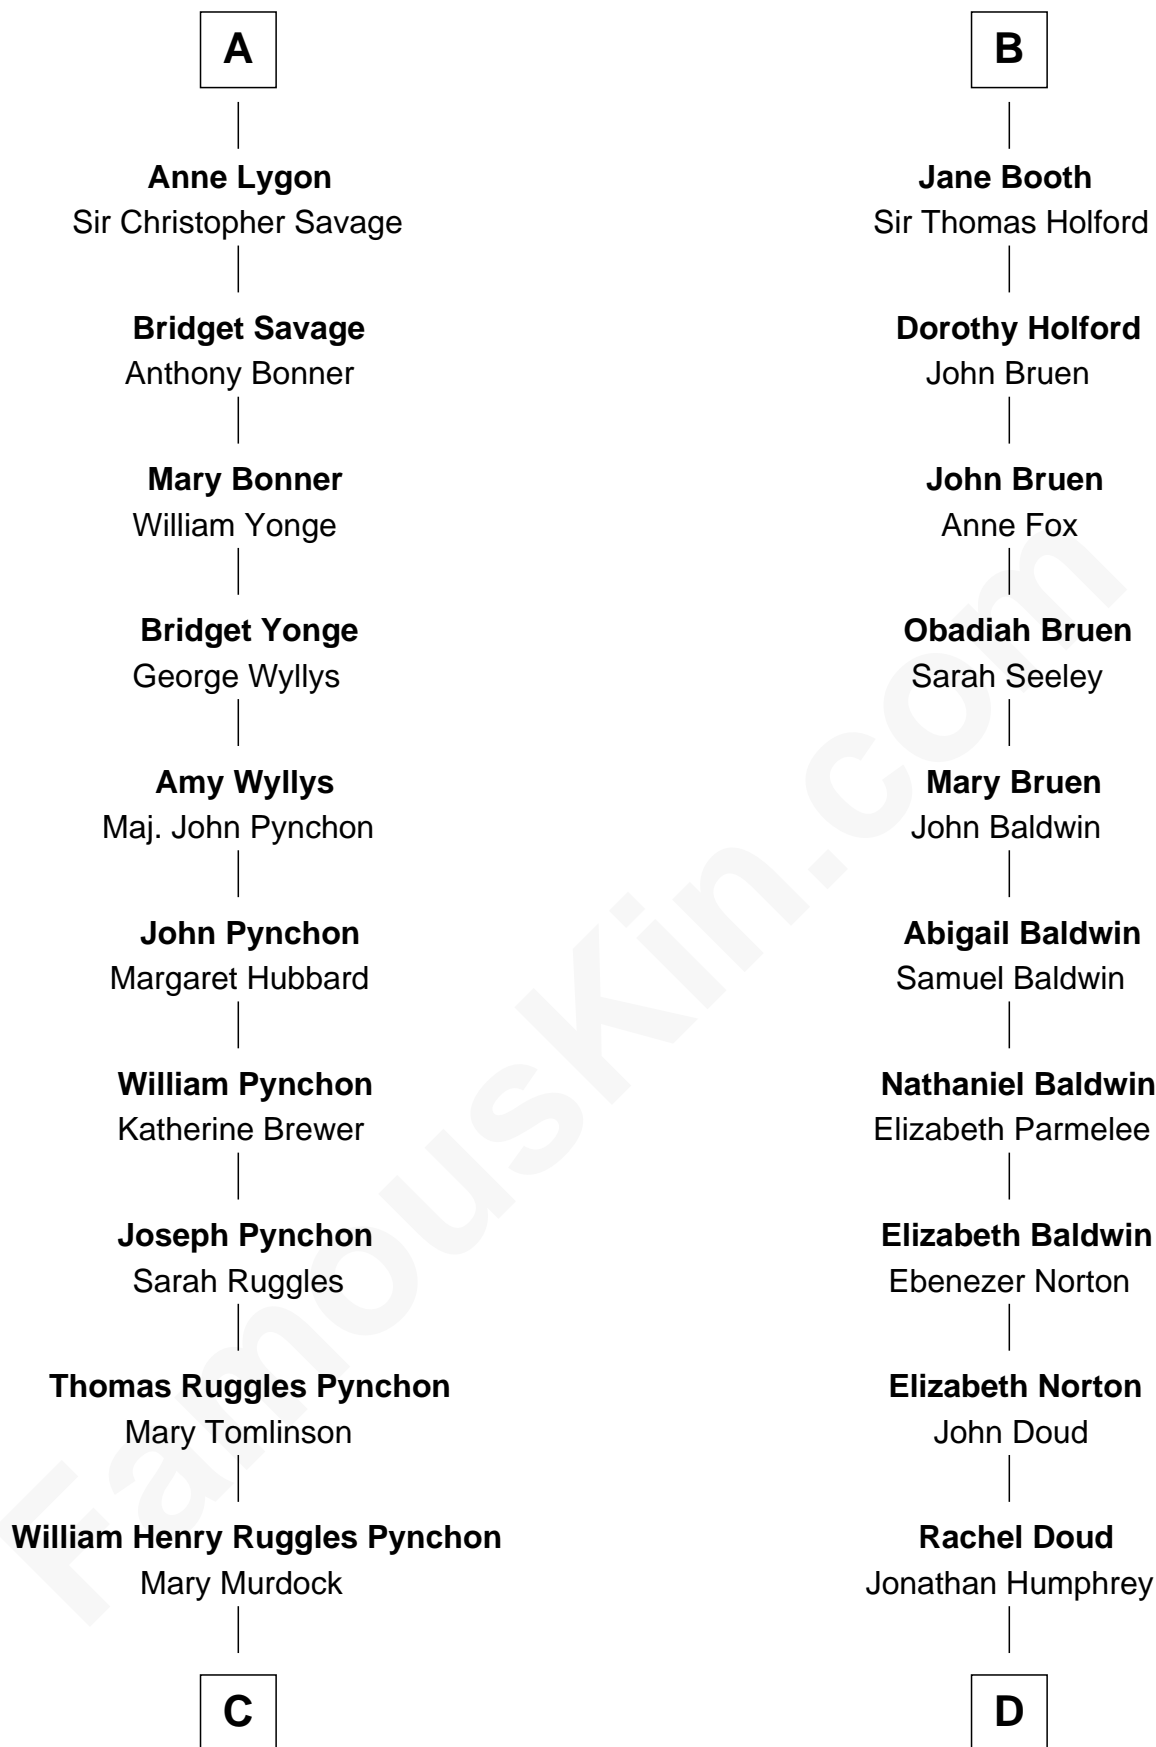 A
Anne Lygon
Sir Christopher Savage
Bridget Savage
Anthony Bonner
Mary Bonner
William Yonge
Bridget Yonge
George Wyllys
Amy Wyllys
Maj. John Pynchon
John Pynchon
Margaret Hubbard
William Pynchon
Katherine Brewer
Joseph Pynchon
Sarah Ruggles
Thomas Ruggles Pynchon
Mary Tomlinson
William Henry Ruggles Pynchon
Mary Murdock
C
B
Jane Booth
Sir Thomas Holford
Dorothy Holford
John Bruen
John Bruen
Anne Fox
Obadiah Bruen
Sarah Seeley
Mary Bruen
John Baldwin
Abigail Baldwin
Samuel Baldwin
Nathaniel Baldwin
Elizabeth Parmelee
Elizabeth Baldwin
Ebenezer Norton
Elizabeth Norton
John Doud
Rachel Doud
Jonathan Humphrey
D
FamousKin.com